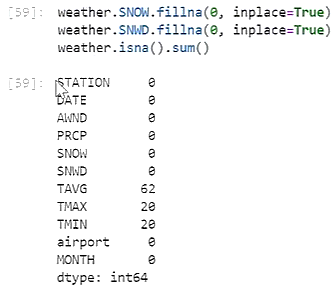 [59]: weather.SNOW.fillna(0, inplace=True)
weather.SNWD.fillna(0, inplace=True)
weather.isna().sum()
[59]: STATION 0
DATE 0
AWND 0
PRCP 0
SNOW 0
SNWD 0
TAVG 62
TMAX 20
TMIN 20
airport 0
MONTH 0
dtype: int64